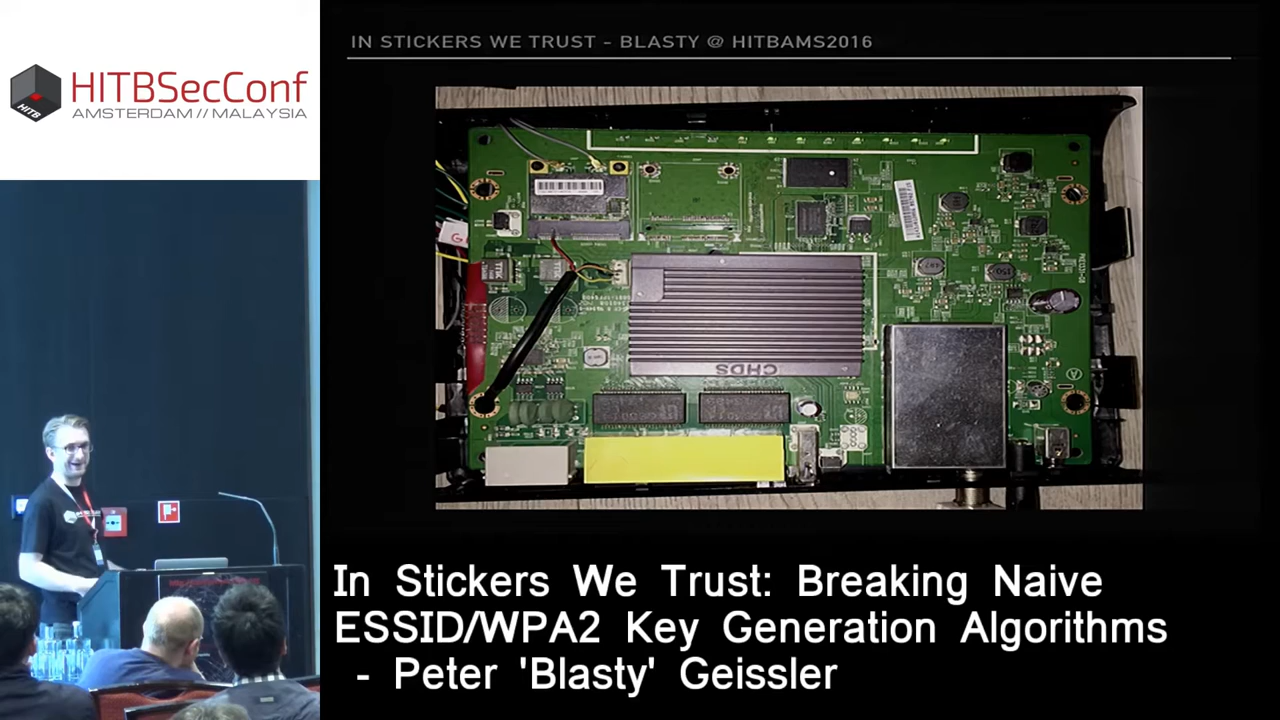 HITBSecConf
AMSTERDAM // MALAYSIA
HITB
IN STICKERS WE TRUST - BLASTY @ HITBAMS2016
CHDS
In Stickers We Trust: Breaking Naive
ESSID/WPA2 Key Generation Algorithms
- Peter 'Blasty' Geissler